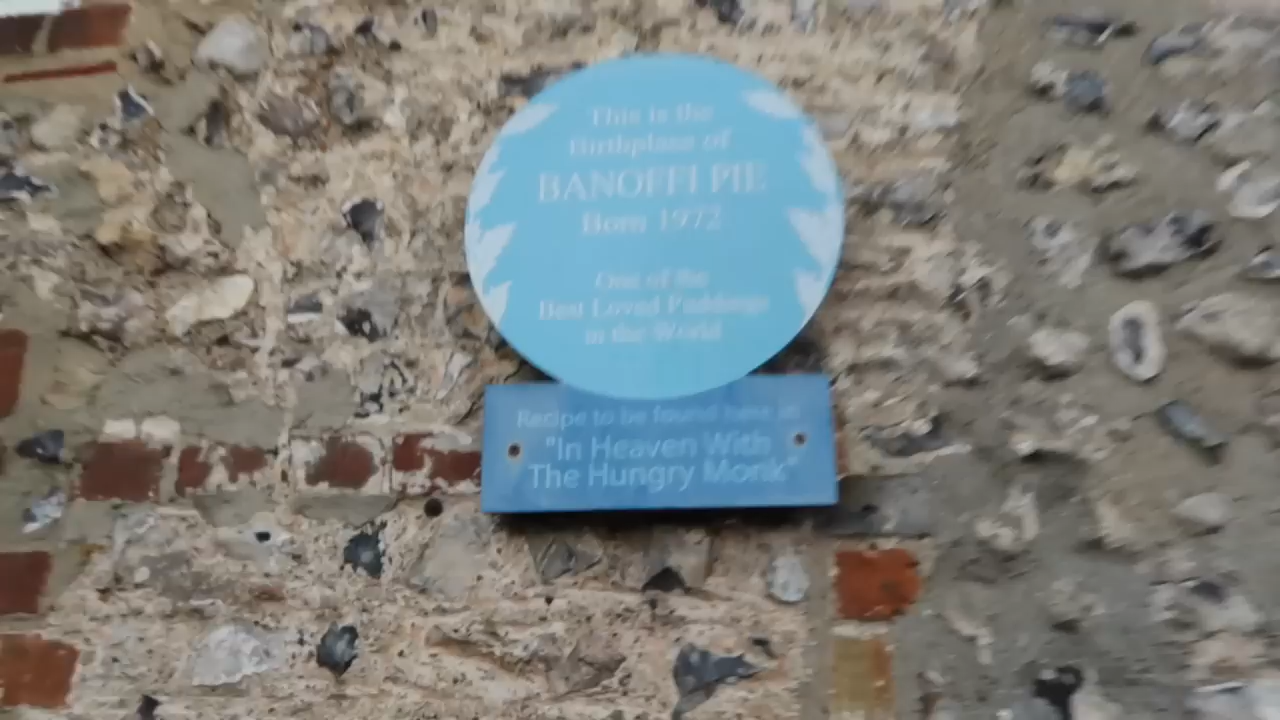 This is the
Birthplace of
BANOFFI PIE
Born 1972
One of the
Best Loved Puddings
in the World
Recipe to be found here in
"In Heaven With
The Hungry Monk"